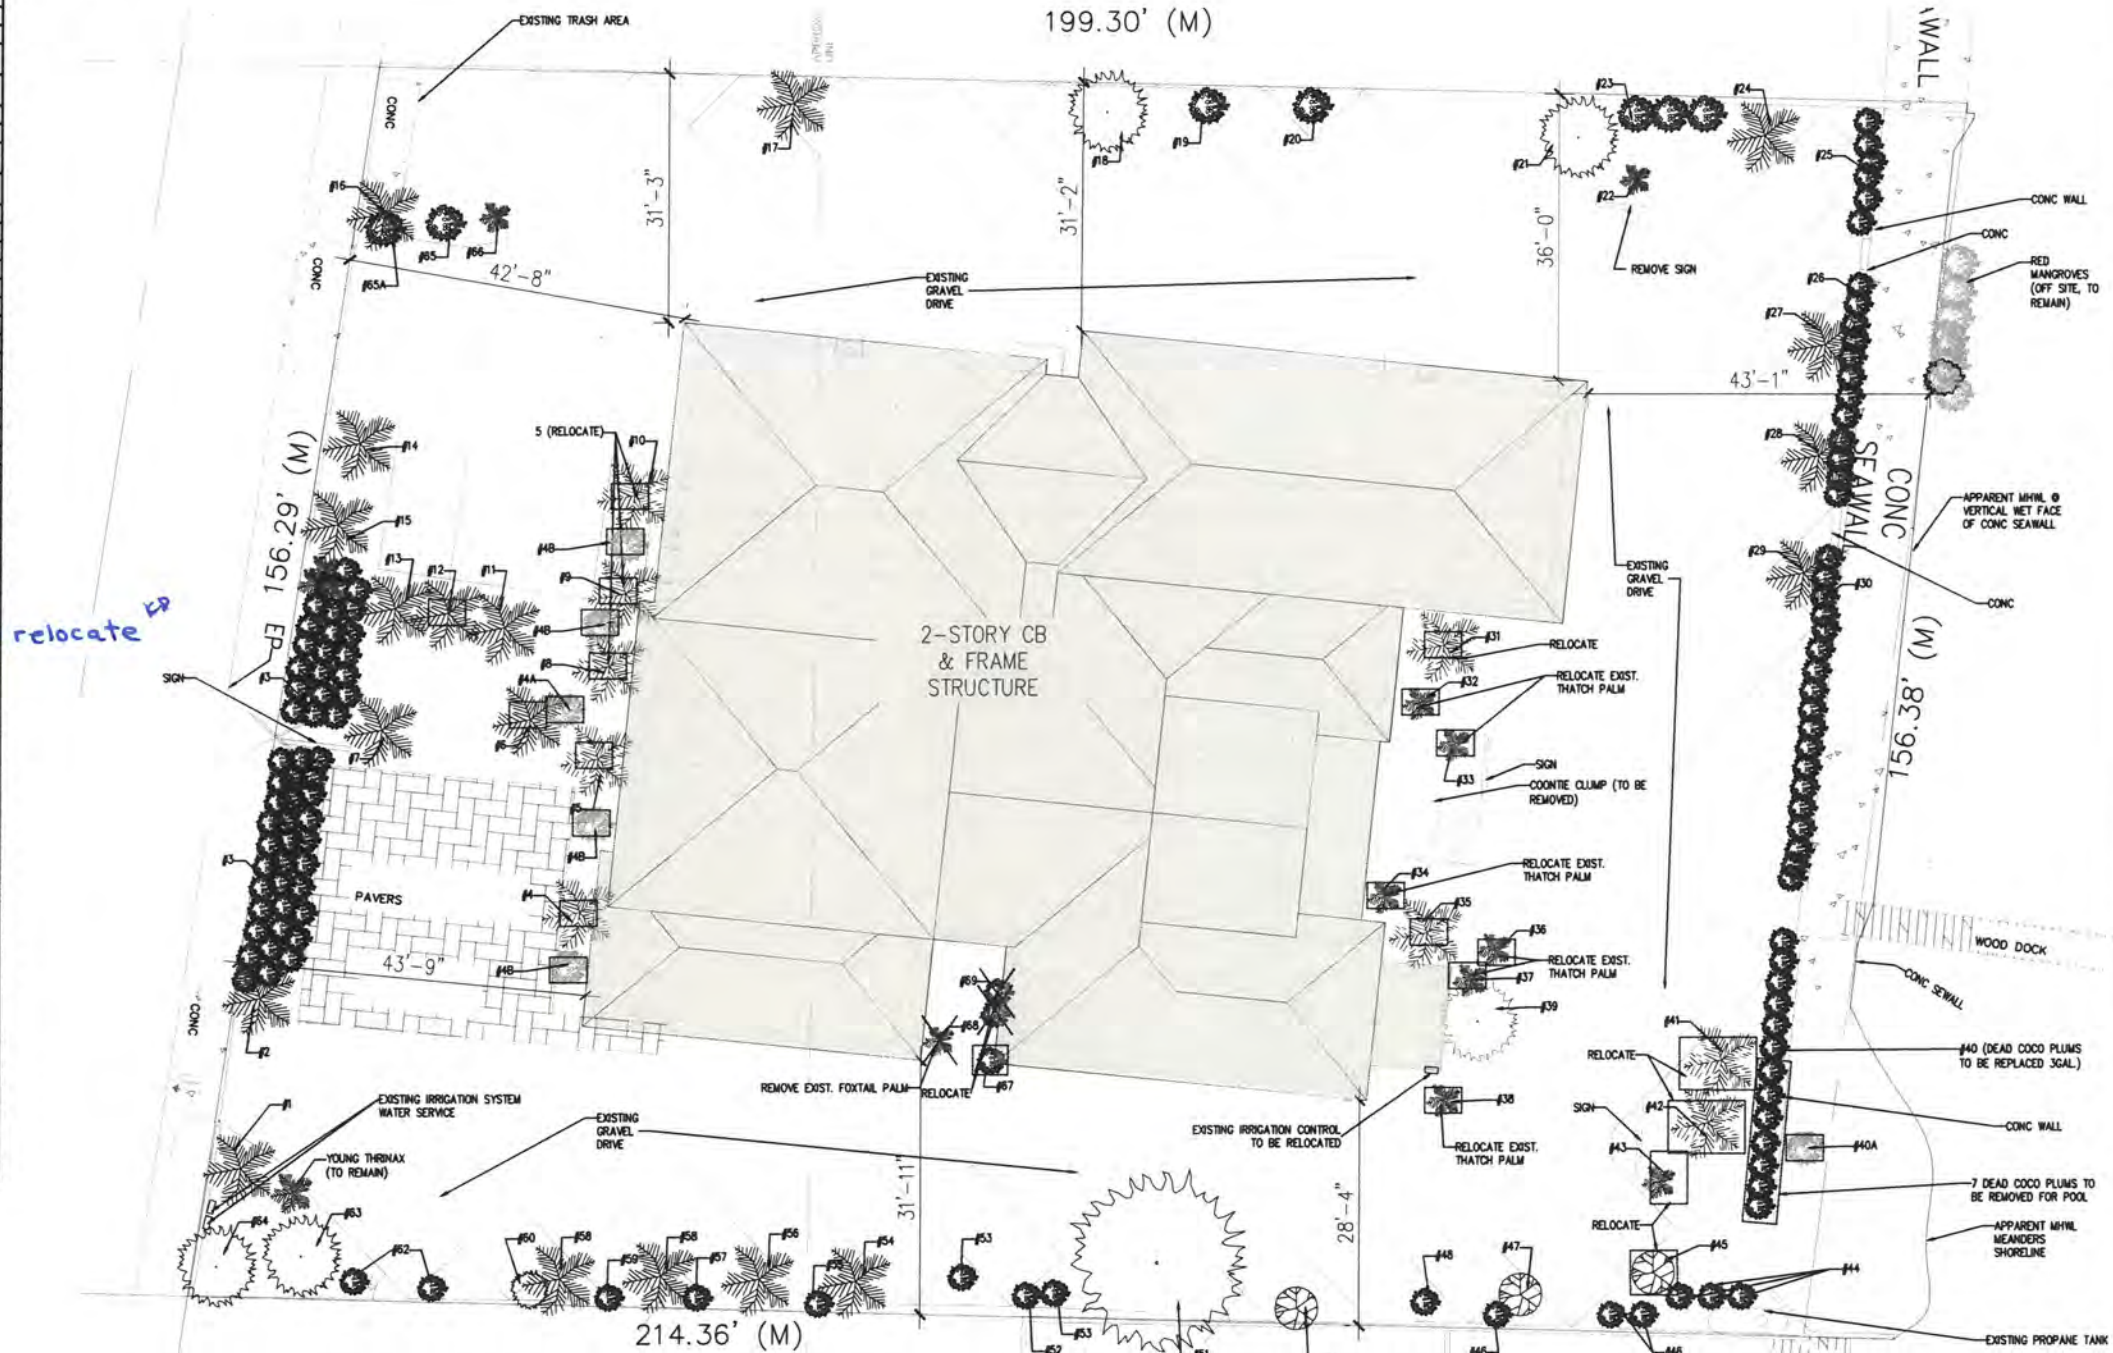 EXISTING TRASH AREA
199.30' (M)
WALL
CONC
#17
#18
#19
#20
#21
#22
#23
#24
#25
#16
#65
#66
#65A
CONC
42'-8"
31'-3"
31'-2"
36'-0"
REMOVE SIGN
CONC WALL
CONC
RED
MANGROVES
(OFF SITE, TO
REMAIN)
EXISTING
GRAVEL
DRIVE
#26
#27
43'-1"
#28
CONC
SEAWALL
APPARENT MHWL @
VERTICAL WET FACE
OF CONC SEAWALL
156.29' (M)
#14
#15
5 (RELOCATE)
#10
#4B
#13
#12
#11
#9
#4B
#8
#4A
#6
#7
#5
#4B
relocate
EP
SIGN
#3
#3
2-STORY CB
& FRAME
STRUCTURE
#29
#30
EXISTING
GRAVEL
DRIVE
CONC
156.38' (M)
#31
RELOCATE
#32
RELOCATE EXIST.
THATCH PALM
#33
SIGN
COONTIE CLUMP (TO BE
REMOVED)
PAVERS
#4
#4B
43'-9"
#34
RELOCATE EXIST.
THATCH PALM
#35
#36
RELOCATE EXIST.
THATCH PALM
#37
#39
WOOD DOCK
CONC SEWALL
CONC
#2
#69
#68
REMOVE EXIST. FOXTAIL PALM
RELOCATE
#67
#41
RELOCATE
#42
#40 (DEAD COCO PLUMS
TO BE REPLACED 3GAL.)
#38
RELOCATE EXIST.
THATCH PALM
EXISTING IRRIGATION CONTROL
TO BE RELOCATED
SIGN
#43
CONC WALL
#40A
#1
EXISTING IRRIGATION SYSTEM
WATER SERVICE
YOUNG THRINAX
(TO REMAIN)
EXISTING
GRAVEL
DRIVE
31'-11"
28'-4"
7 DEAD COCO PLUMS TO
BE REMOVED FOR POOL
RELOCATE
APPARENT MHWL
MEANDERS
SHORELINE
#64
#63
#62
#60
#58
#59
#58
#57
#56
#55
#54
#53
#52
#53
#51
#48
#47
#46
#45
#44
#46
EXISTING PROPANE TANK
214.36' (M)